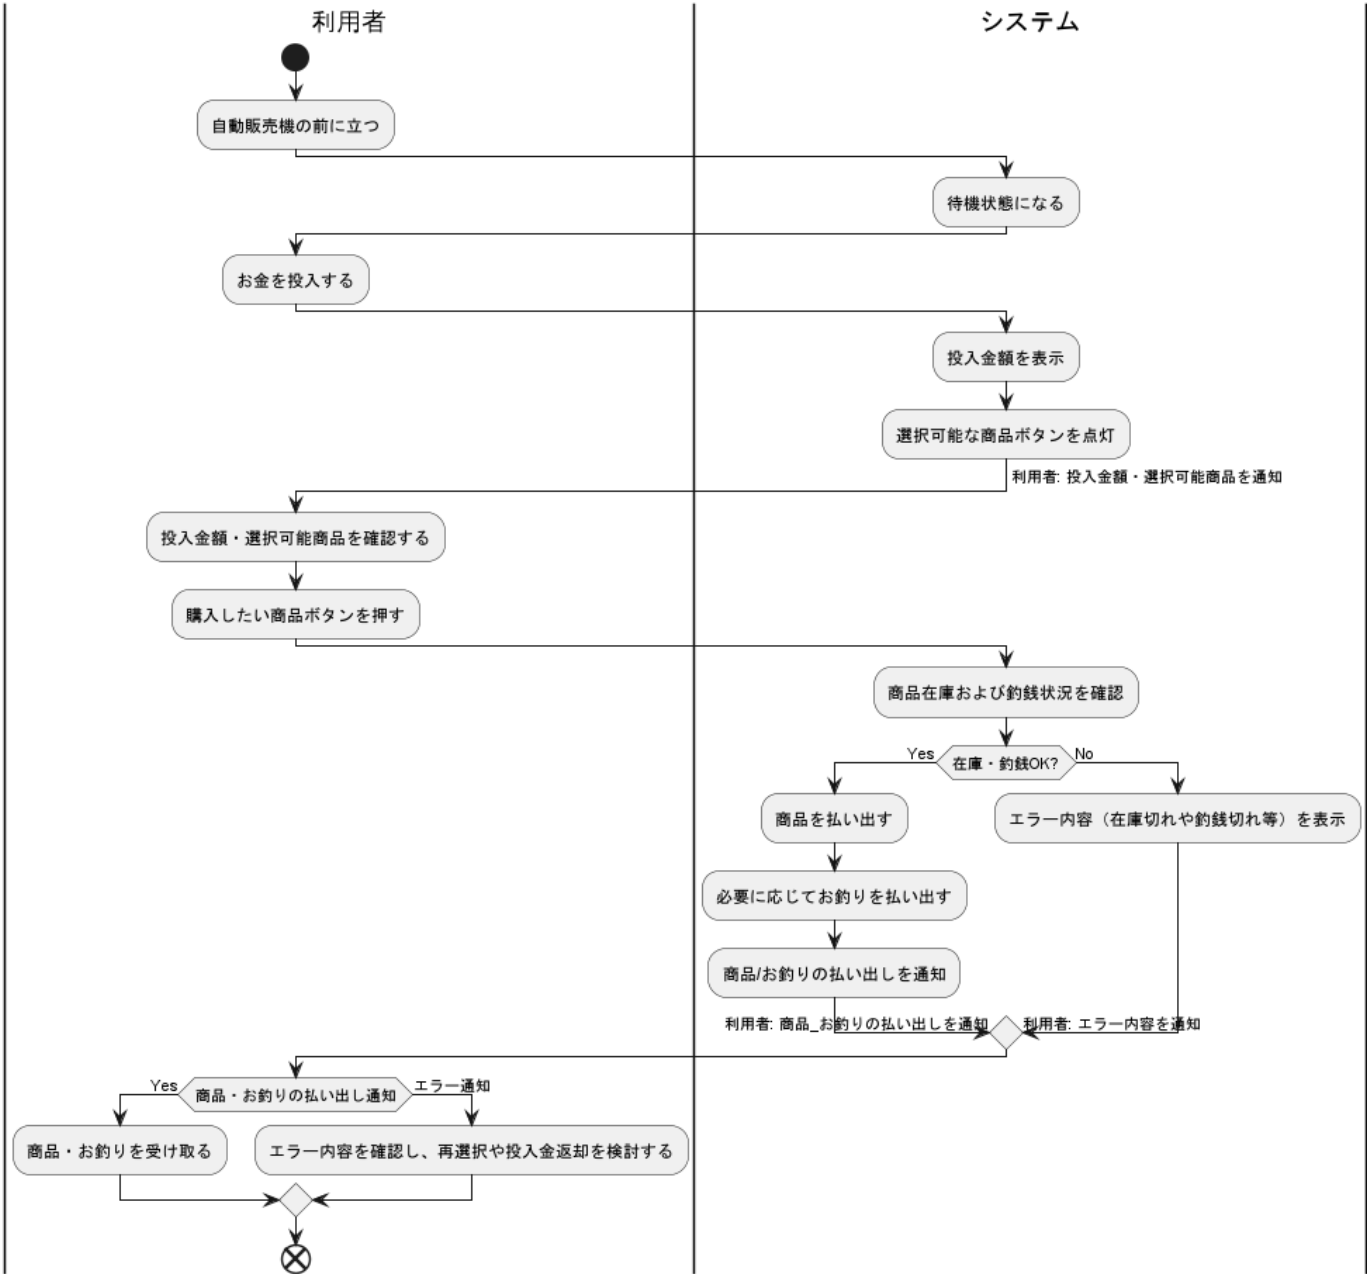 利用者
システム
自動販売機の前に立つ
待機状態になる
お金を投入する
投入金額を表示
選択可能な商品ボタンを点灯
利用者: 投入金額・選択可能商品を通知
投入金額・選択可能商品を確認する
購入したい商品ボタンを押す
商品在庫および釣銭状況を確認
Yes
在庫・釣銭OK?
No
商品を払い出す
エラー内容（在庫切れや釣銭切れ等）を表示
必要に応じてお釣りを払い出す
商品/お釣りの払い出しを通知
利用者: 商品_お釣りの払い出しを通知
利用者: エラー内容を通知
Yes
商品・お釣りの払い出し通知
エラー通知
商品・お釣りを受け取る
エラー内容を確認し、再選択や投入金返却を検討する